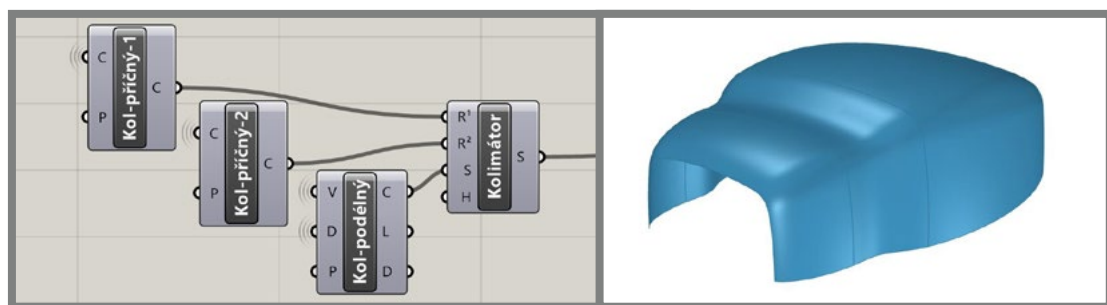 C
P
Kol-příčný-1
C
C
P
Kol-příčný-2
C
V
D
P
Kol-podélný
C
L
D
R¹
R²
S
H
Kolimátor
S